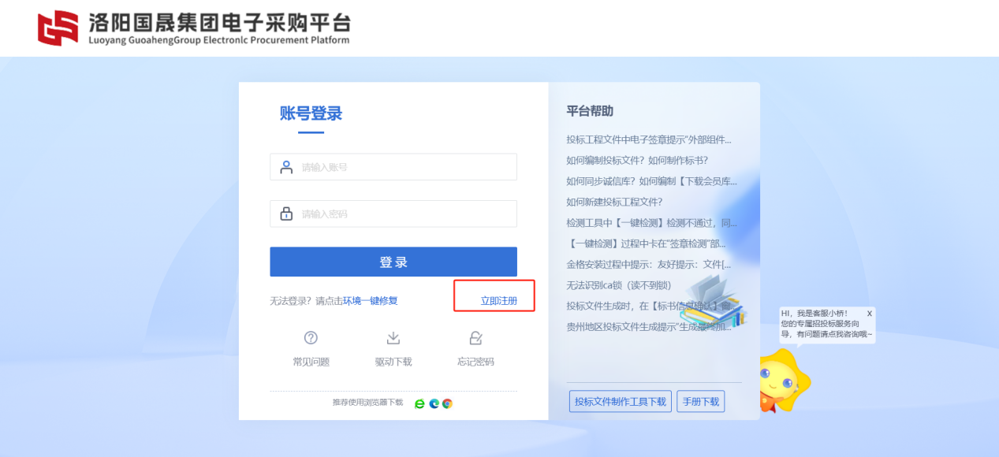 洛阳国晟集团电子采购平台
Luoyang GuoahengGroup Electronlc Procurement Platform
账号登录
请输入账号
请输入密码
登录
无法登录？请点击环境一键修复
立即注册
常见问题
驱动下载
忘记密码
推荐使用浏览器下载
平台帮助
投标工程文件中电子签章提示"外部组件...
如何编制投标文件？如何制作标书？
如何同步诚信库？如何编制【下载会员库...
如何新建投标工程文件？
检测工具中【一键检测】检测不通过，同...
【一键检测】过程中卡在"签章检测"部...
金格安装过程中提示：友好提示：文件[...
无法识别ca锁（读不到锁）
投标文件生成时，在【标书信息确认】窗...
贵州地区投标文件生成提示"生成最终加...
投标文件制作工具下载
手册下载
HI，我是客服小桥！ X
您的专属招投标服务向
导，有问题请点我咨询哦~